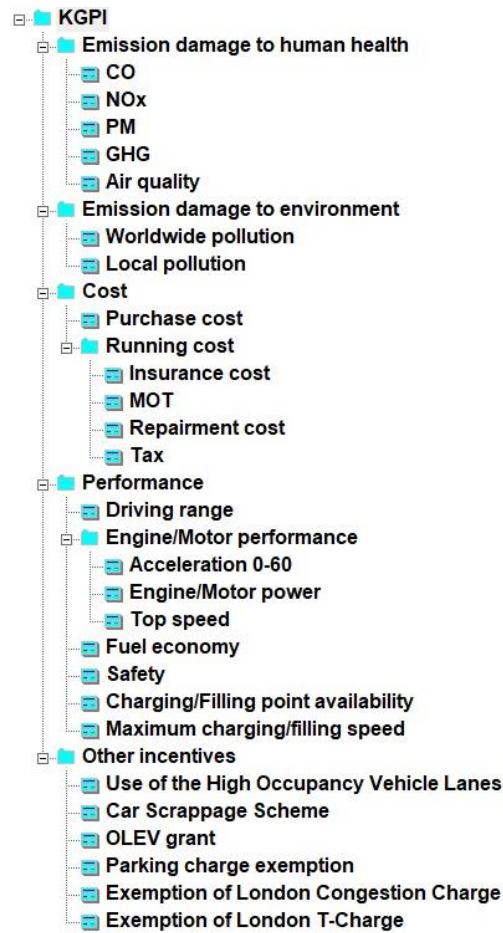 KGPI
Emission damage to human health
CO
NOx
PM
GHG
Air quality
Emission damage to environment
Worldwide pollution
Local pollution
Cost
Purchase cost
Running cost
Insurance cost
MOT
Repairment cost
Tax
Performance
Driving range
Engine/Motor performance
Acceleration 0-60
Engine/Motor power
Top speed
Fuel economy
Safety
Charging/Filling point availability
Maximum charging/filling speed
Other incentives
Use of the High Occupancy Vehicle Lanes
Car Scrappage Scheme
OLEV grant
Parking charge exemption
Exemption of London Congestion Charge
Exemption of London T-Charge